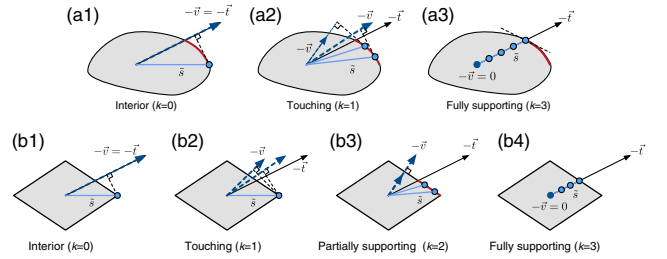 (a1)
−v⃗ = −t⃗
s̃
Interior (k=0)
(a2)
−v⃗
−v⃗
−t⃗
s̃
Touching (k=1)
(a3)
−t⃗
s̃
−v⃗ = 0
Fully supporting (k=3)
(b1)
−v⃗ = −t⃗
s̃
Interior (k=0)
(b2)
−v⃗
−t⃗
s̃
Touching (k=1)
(b3)
−v⃗
−t⃗
s̃
Partially supporting (k=2)
(b4)
−t⃗
s̃
−v⃗ = 0
Fully supporting (k=3)